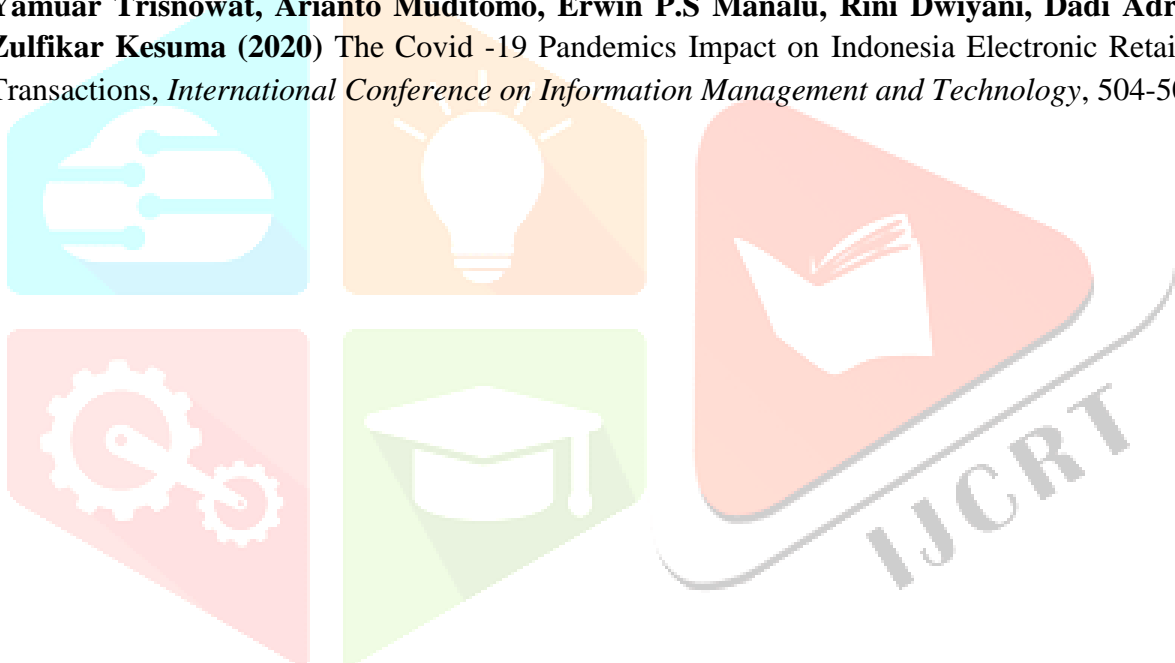 Yamuar Trisnowat, Arianto Muditomo, Erwin P.S Manalu, Rini Dwiyani, Dadi
Zulfikar Kesuma (2020) The Covid -19 Pandemics Impact on Indonesia Electronic
Transactions, International Conference on Information Management and Technology,
IJCRT